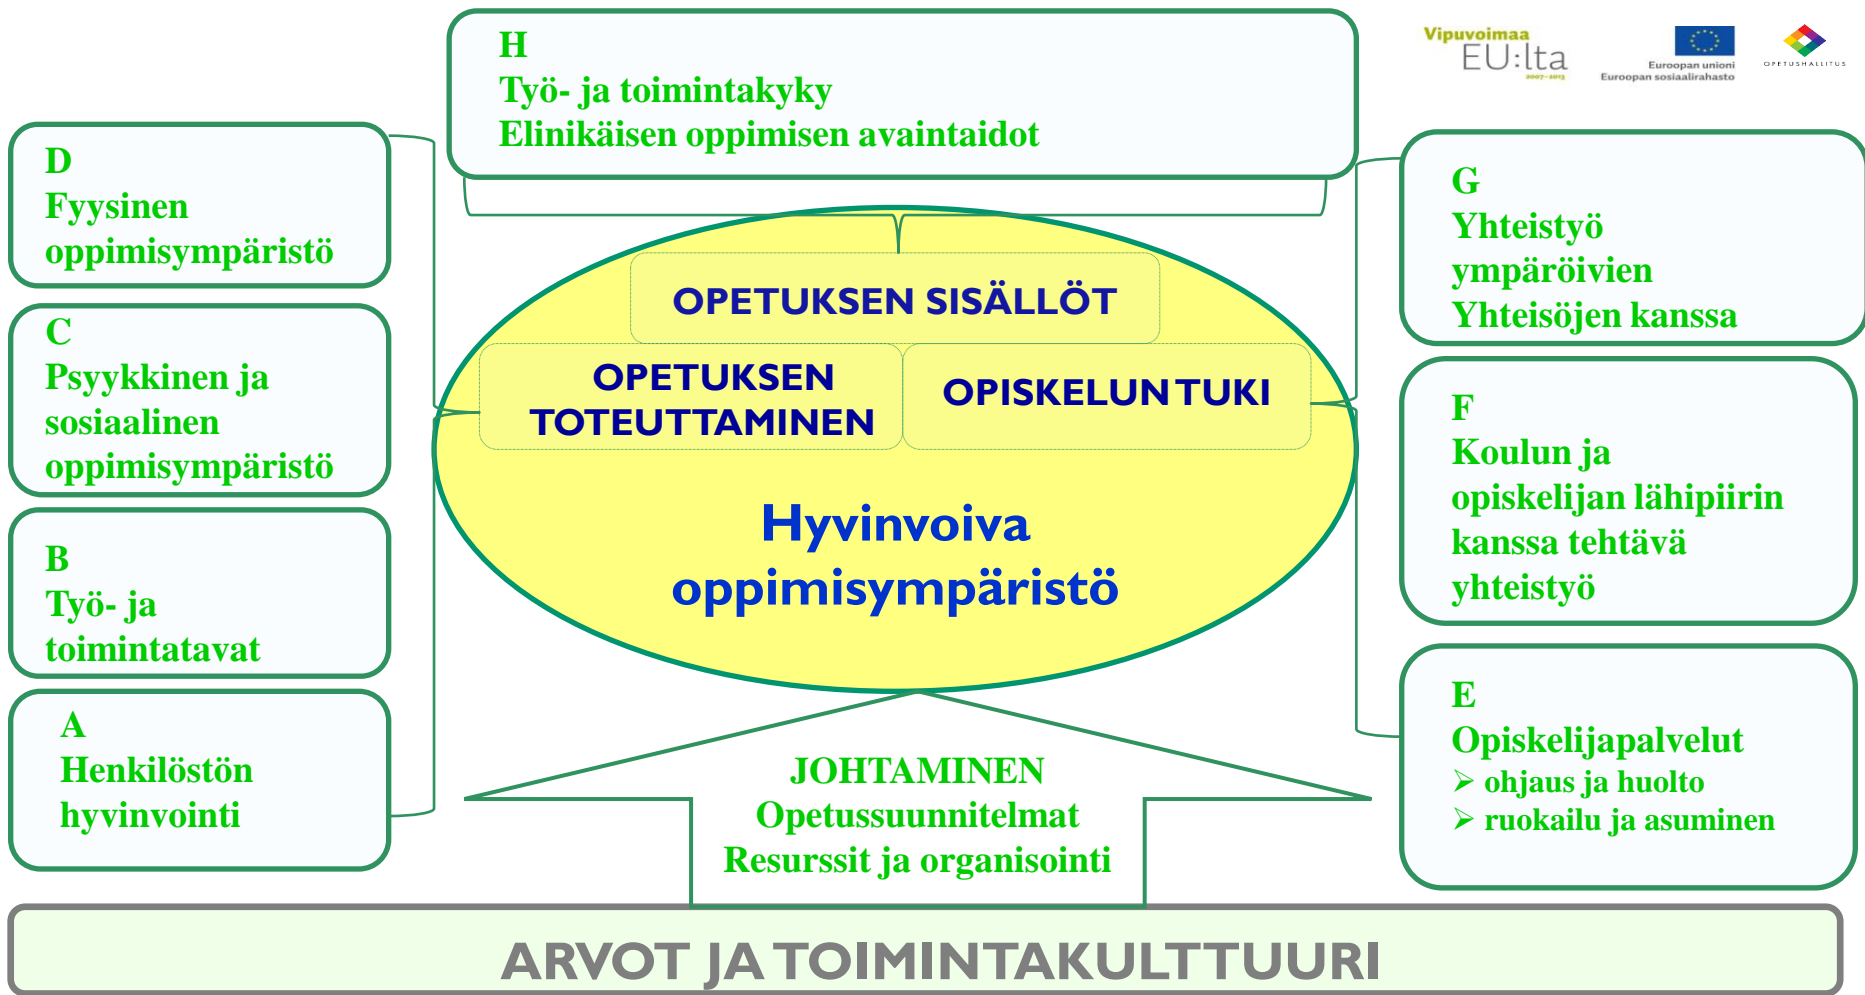 H
Työ- ja toimintakyky
Elinikäisen oppimisen avaintaidot
Vipuvoimaa
EU:lta
2007–2013
Euroopan unioni
Euroopan sosiaalirahasto
OPETUSHALLITUS
D
Fyysinen
oppimisympäristö
C
Psyykkinen ja
sosiaalinen
oppimisympäristö
B
Työ- ja
toimintatavat
A
Henkilöstön
hyvinvointi
OPETUKSEN SISÄLLÖT
OPETUKSEN
TOTEUTTAMINEN
OPISKELUN TUKI
Hyvinvoiva
oppimisympäristö
JOHTAMINEN
Opetussuunnitelmat
Resurssit ja organisointi
G
Yhteistyö
ympäröivien
Yhteisöjen kanssa
F
Koulun ja
opiskelijan lähipiirin
kanssa tehtävä
yhteistyö
E
Opiskelijapalvelut
➢ ohjaus ja huolto
➢ ruokailu ja asuminen
ARVOT JA TOIMINTAKULTTUURI